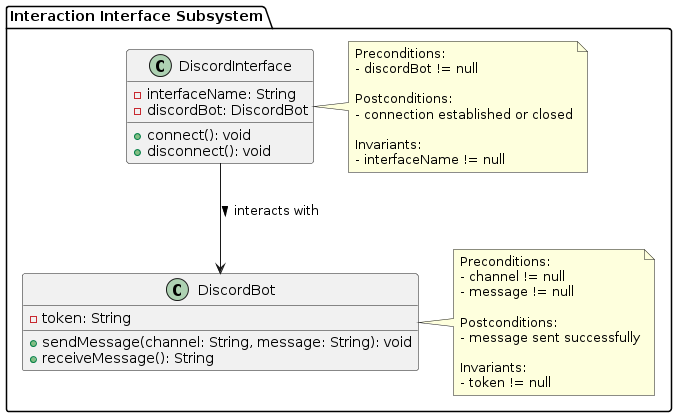 Interaction Interface Subsystem
C DiscordInterface
interfaceName: String
discordBot: DiscordBot
connect(): void
disconnect(): void
Preconditions:
- discordBot != null
Postconditions:
- connection established or closed
Invariants:
- interfaceName != null
interacts with
C DiscordBot
token: String
sendMessage(channel: String, message: String): void
receiveMessage(): String
Preconditions:
- channel != null
- message != null
Postconditions:
- message sent successfully
Invariants:
- token != null